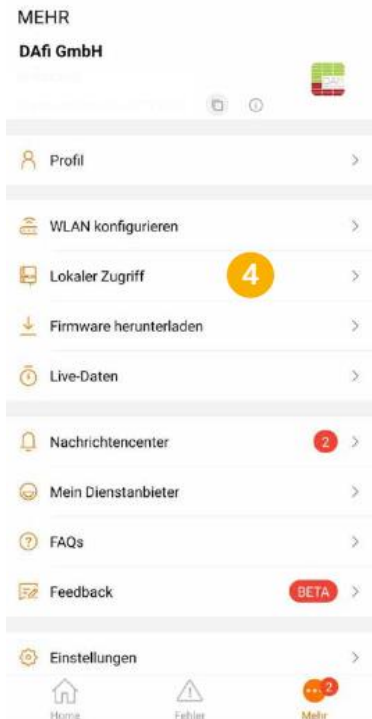 MEHR
DAfi GmbH
Profil
WLAN konfigurieren
Lokaler Zugriff 4
Firmware herunterladen
Live-Daten
Nachrichtencenter 2
Mein Dienstanbieter
FAQs
Feedback BETA
Einstellungen
2
Home Fehler Mehr